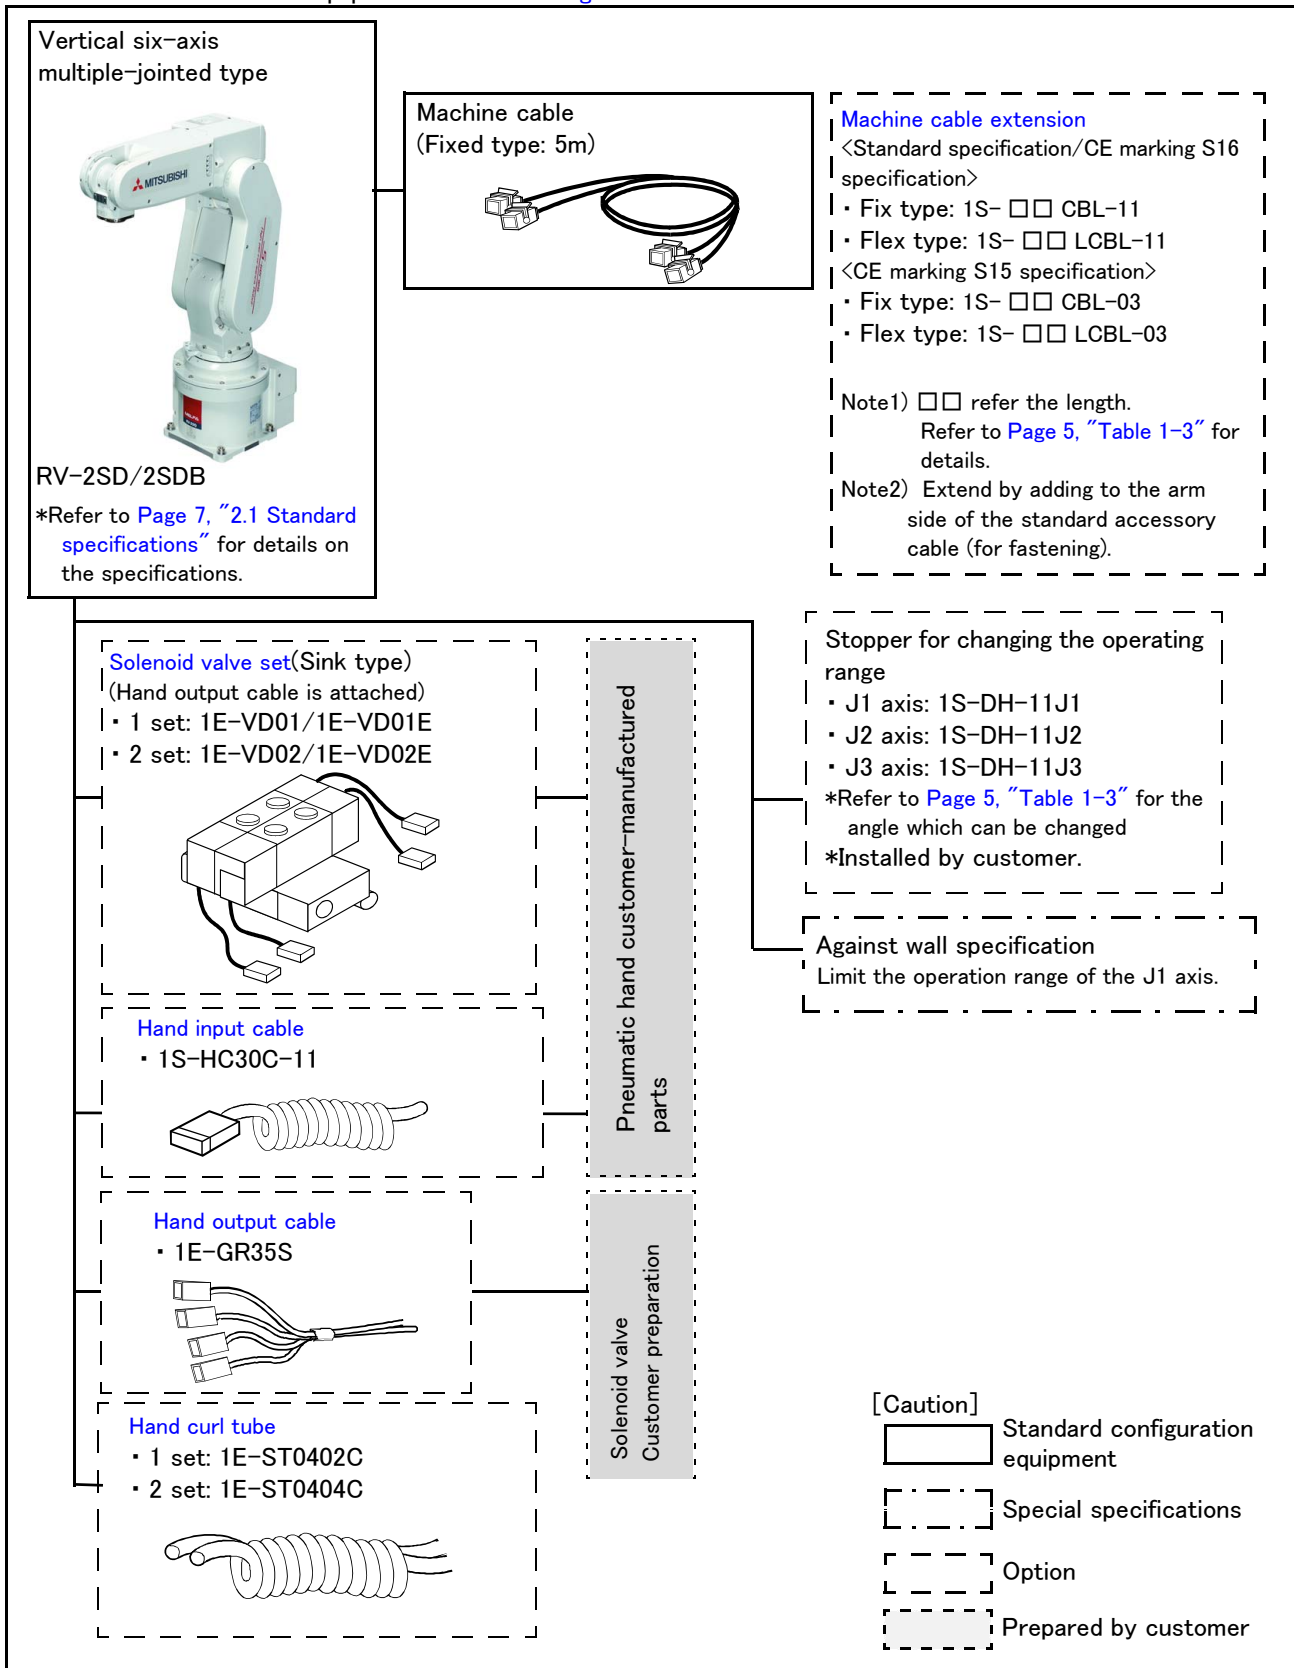 Vertical six-axis
multiple-jointed type
MITSUBISHI
RV-2SD/2SDB
*Refer to Page 7, "2.1 Standard
specifications" for details on
the specifications.
Machine cable
(Fixed type: 5m)
Machine cable extension
<Standard specification/CE marking S16
specification>
・Fix type: 1S- □□ CBL-11
・Flex type: 1S- □□ LCBL-11
<CE marking S15 specification>
・Fix type: 1S- □□ CBL-03
・Flex type: 1S- □□ LCBL-03
Note1) □□ refer the length.
Refer to Page 5, "Table 1-3" for
details.
Note2) Extend by adding to the arm
side of the standard accessory
cable (for fastening).
Solenoid valve set(Sink type)
(Hand output cable is attached)
・1 set: 1E-VD01/1E-VD01E
・2 set: 1E-VD02/1E-VD02E
Hand input cable
・1S-HC30C-11
Hand output cable
・1E-GR35S
Hand curl tube
・1 set: 1E-ST0402C
・2 set: 1E-ST0404C
Pneumatic hand customer-manufactured
parts
Solenoid valve
Customer preparation
Stopper for changing the operating
range
・J1 axis: 1S-DH-11J1
・J2 axis: 1S-DH-11J2
・J3 axis: 1S-DH-11J3
*Refer to Page 5, "Table 1-3" for the
angle which can be changed
*Installed by customer.
Against wall specification
Limit the operation range of the J1 axis.
[Caution]
Standard configuration
equipment
Special specifications
Option
Prepared by customer